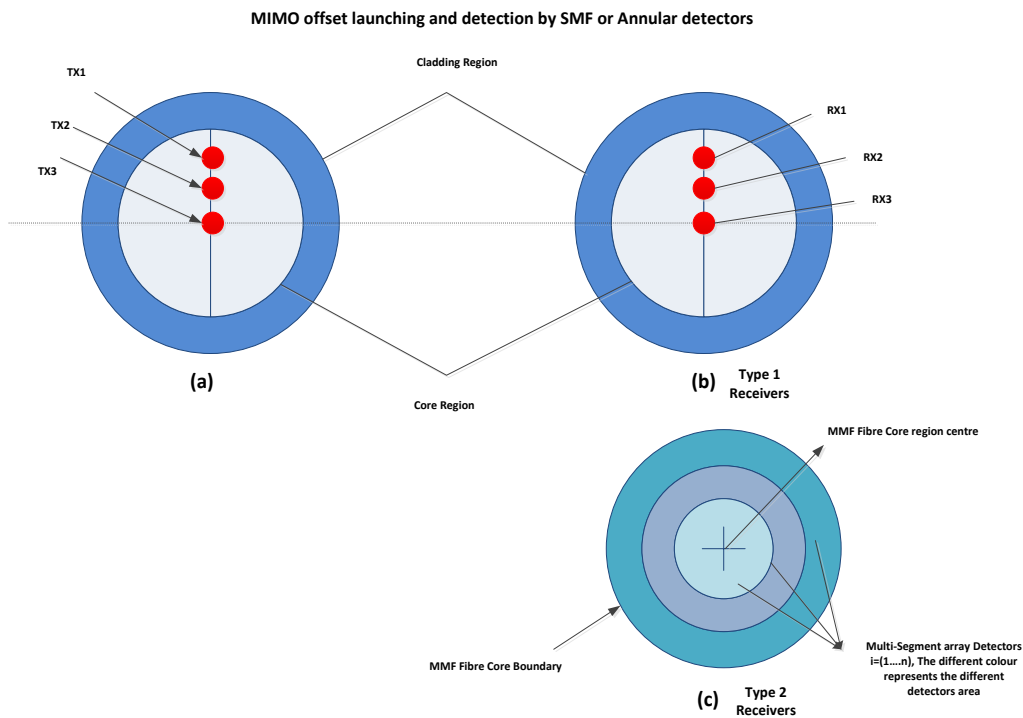 MIMO offset launching and detection by SMF or Annular detectors
TX1
TX2
TX3
Cladding Region
RX1
RX2
RX3
(a)
Core Region
(b)
Type 1
Receivers
MMF Fibre Core region centre
MMF Fibre Core Boundary
Multi-Segment array Detectors
i=(1....n), The different colour
represents the different
detectors area
(c)
Type 2
Receivers